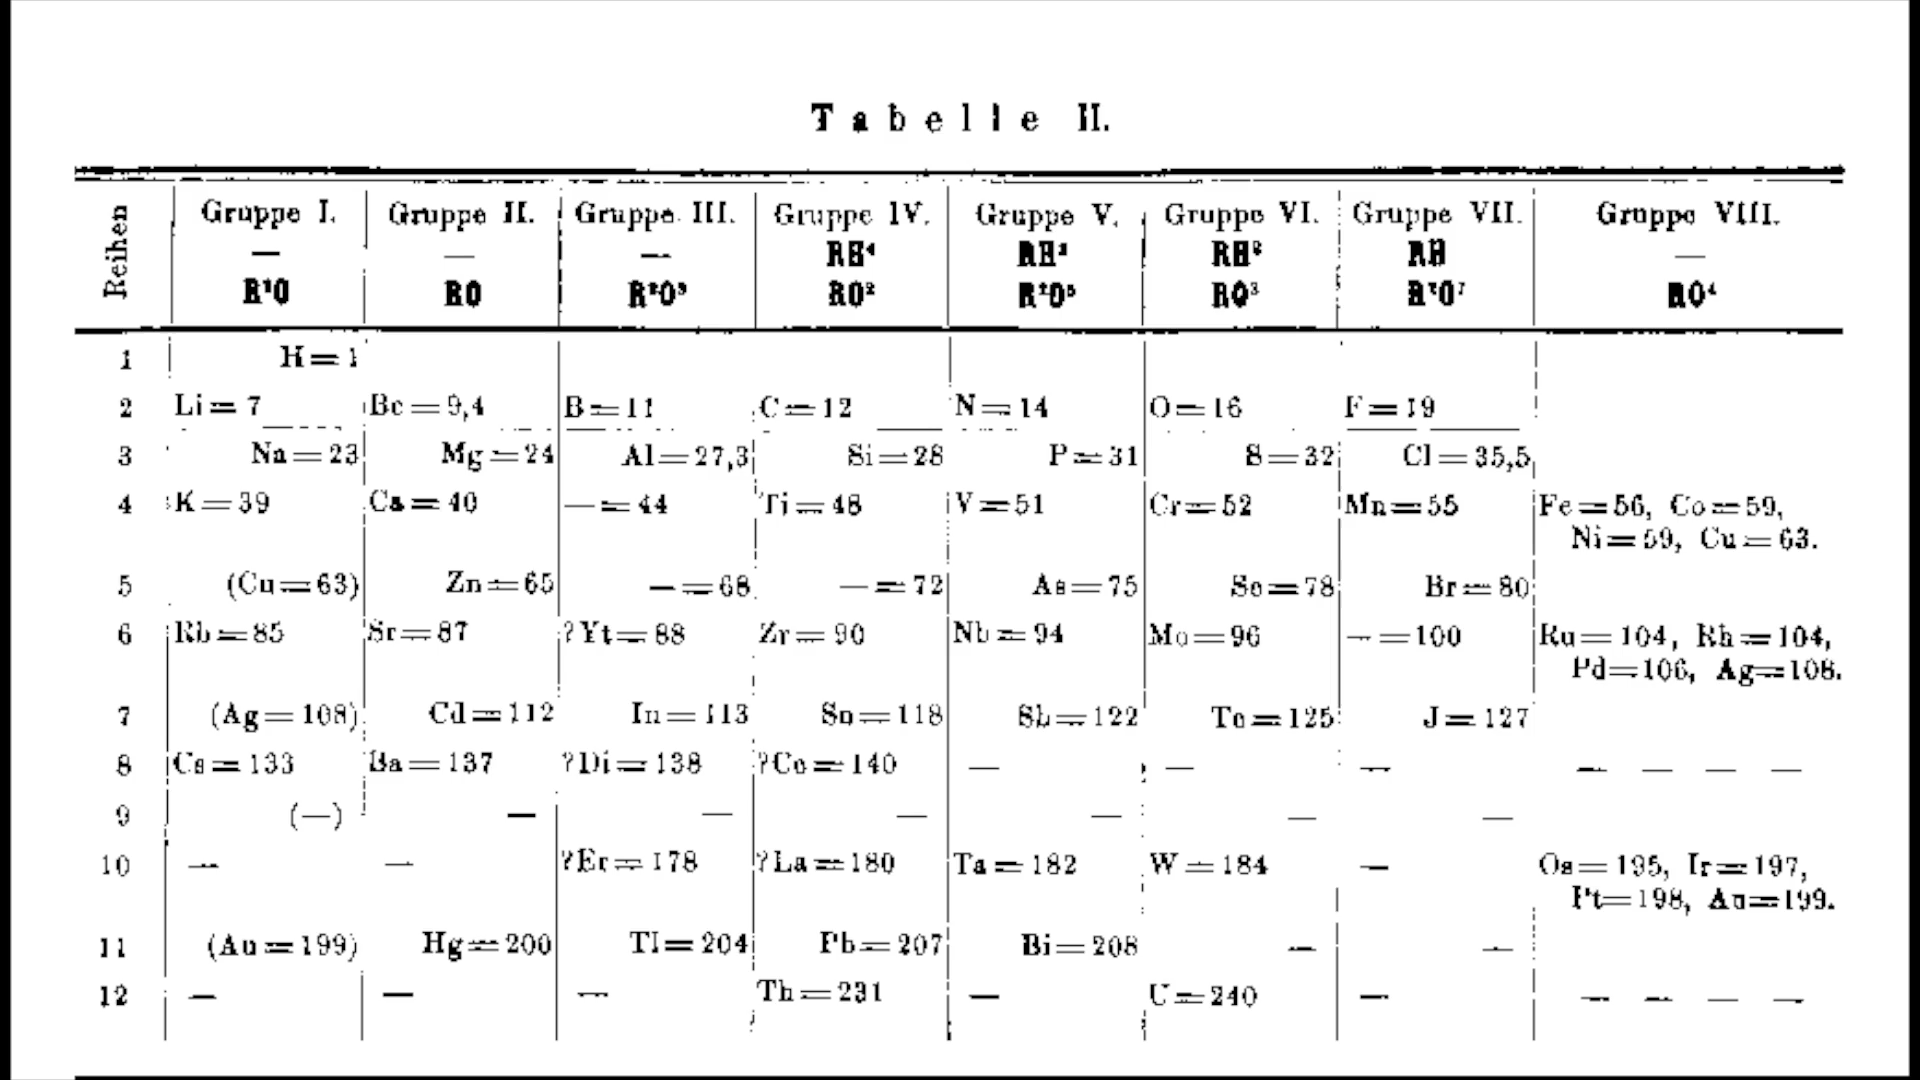 Tabelle II.
Reihen Gruppe I. Gruppe II. Gruppe III. Gruppe IV. Gruppe V. Gruppe VI. Gruppe VII. Gruppe VIII.
— — — RH⁴ RH³ RH² RH —
R²O RO R²O³ RO² R²O⁵ RO³ R²O⁷ RO⁴
1 H=1
2 Li=7 Be=9,4 B=11 C=12 N=14 O=16 F=19
3 Na=23 Mg=24 Al=27,3 Si=28 P=31 S=32 Cl=35,5
4 K=39 Ca=40 —=44 Ti=48 V=51 Cr=52 Mn=55 Fe=56, Co=59,
Ni=59, Cu=63.
5 (Cu=63) Zn=65 —=68 —=72 As=75 Se=78 Br=80
6 Rb=85 Sr=87 ?Yt=88 Zr=90 Nb=94 Mo=96 —=100 Ru=104, Rh=104,
Pd=106, Ag=108.
7 (Ag=108) Cd=112 In=113 Sn=118 Sb=122 Te=125 J=127
8 Cs=133 Ba=137 ?Di=138 ?Ce=140 — — — — — — —
9 (—) — — — — — —
10 — — ?Er=178 ?La=180 Ta=182 W=184 — Os=195, Ir=197,
Pt=198, Au=199.
11 (Au=199) Hg=200 Tl=204 Pb=207 Bi=208 — —
12 — — — Th=231 — U=240 — — — — —